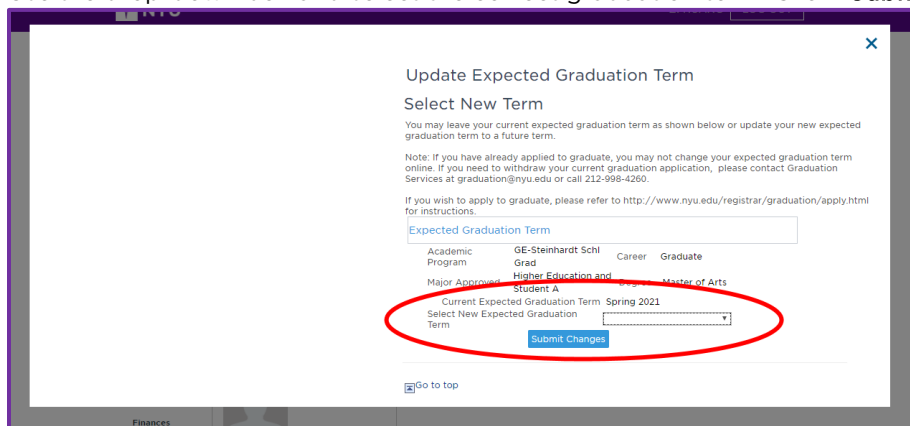 NYU
Update Expected Graduation Term
Select New Term
You may leave your current expected graduation term as shown below or update your new expected
graduation term to a future term.
Note: If you have already applied to graduate, you may not change your expected graduation term
online. If you need to withdraw your current graduation application, please contact Graduation
Services at graduation@nyu.edu or call 212-998-4260.
If you wish to apply to graduate, please refer to http://www.nyu.edu/registrar/graduation/apply.html
for instructions.
Expected Graduation Term
Academic Program GE-Steinhardt Schl Grad Career Graduate
Major Approved Higher Education and Student A Degree Master of Arts
Current Expected Graduation Term Spring 2021
Select New Expected Graduation
Term
Submit Changes
Go to top
Finances